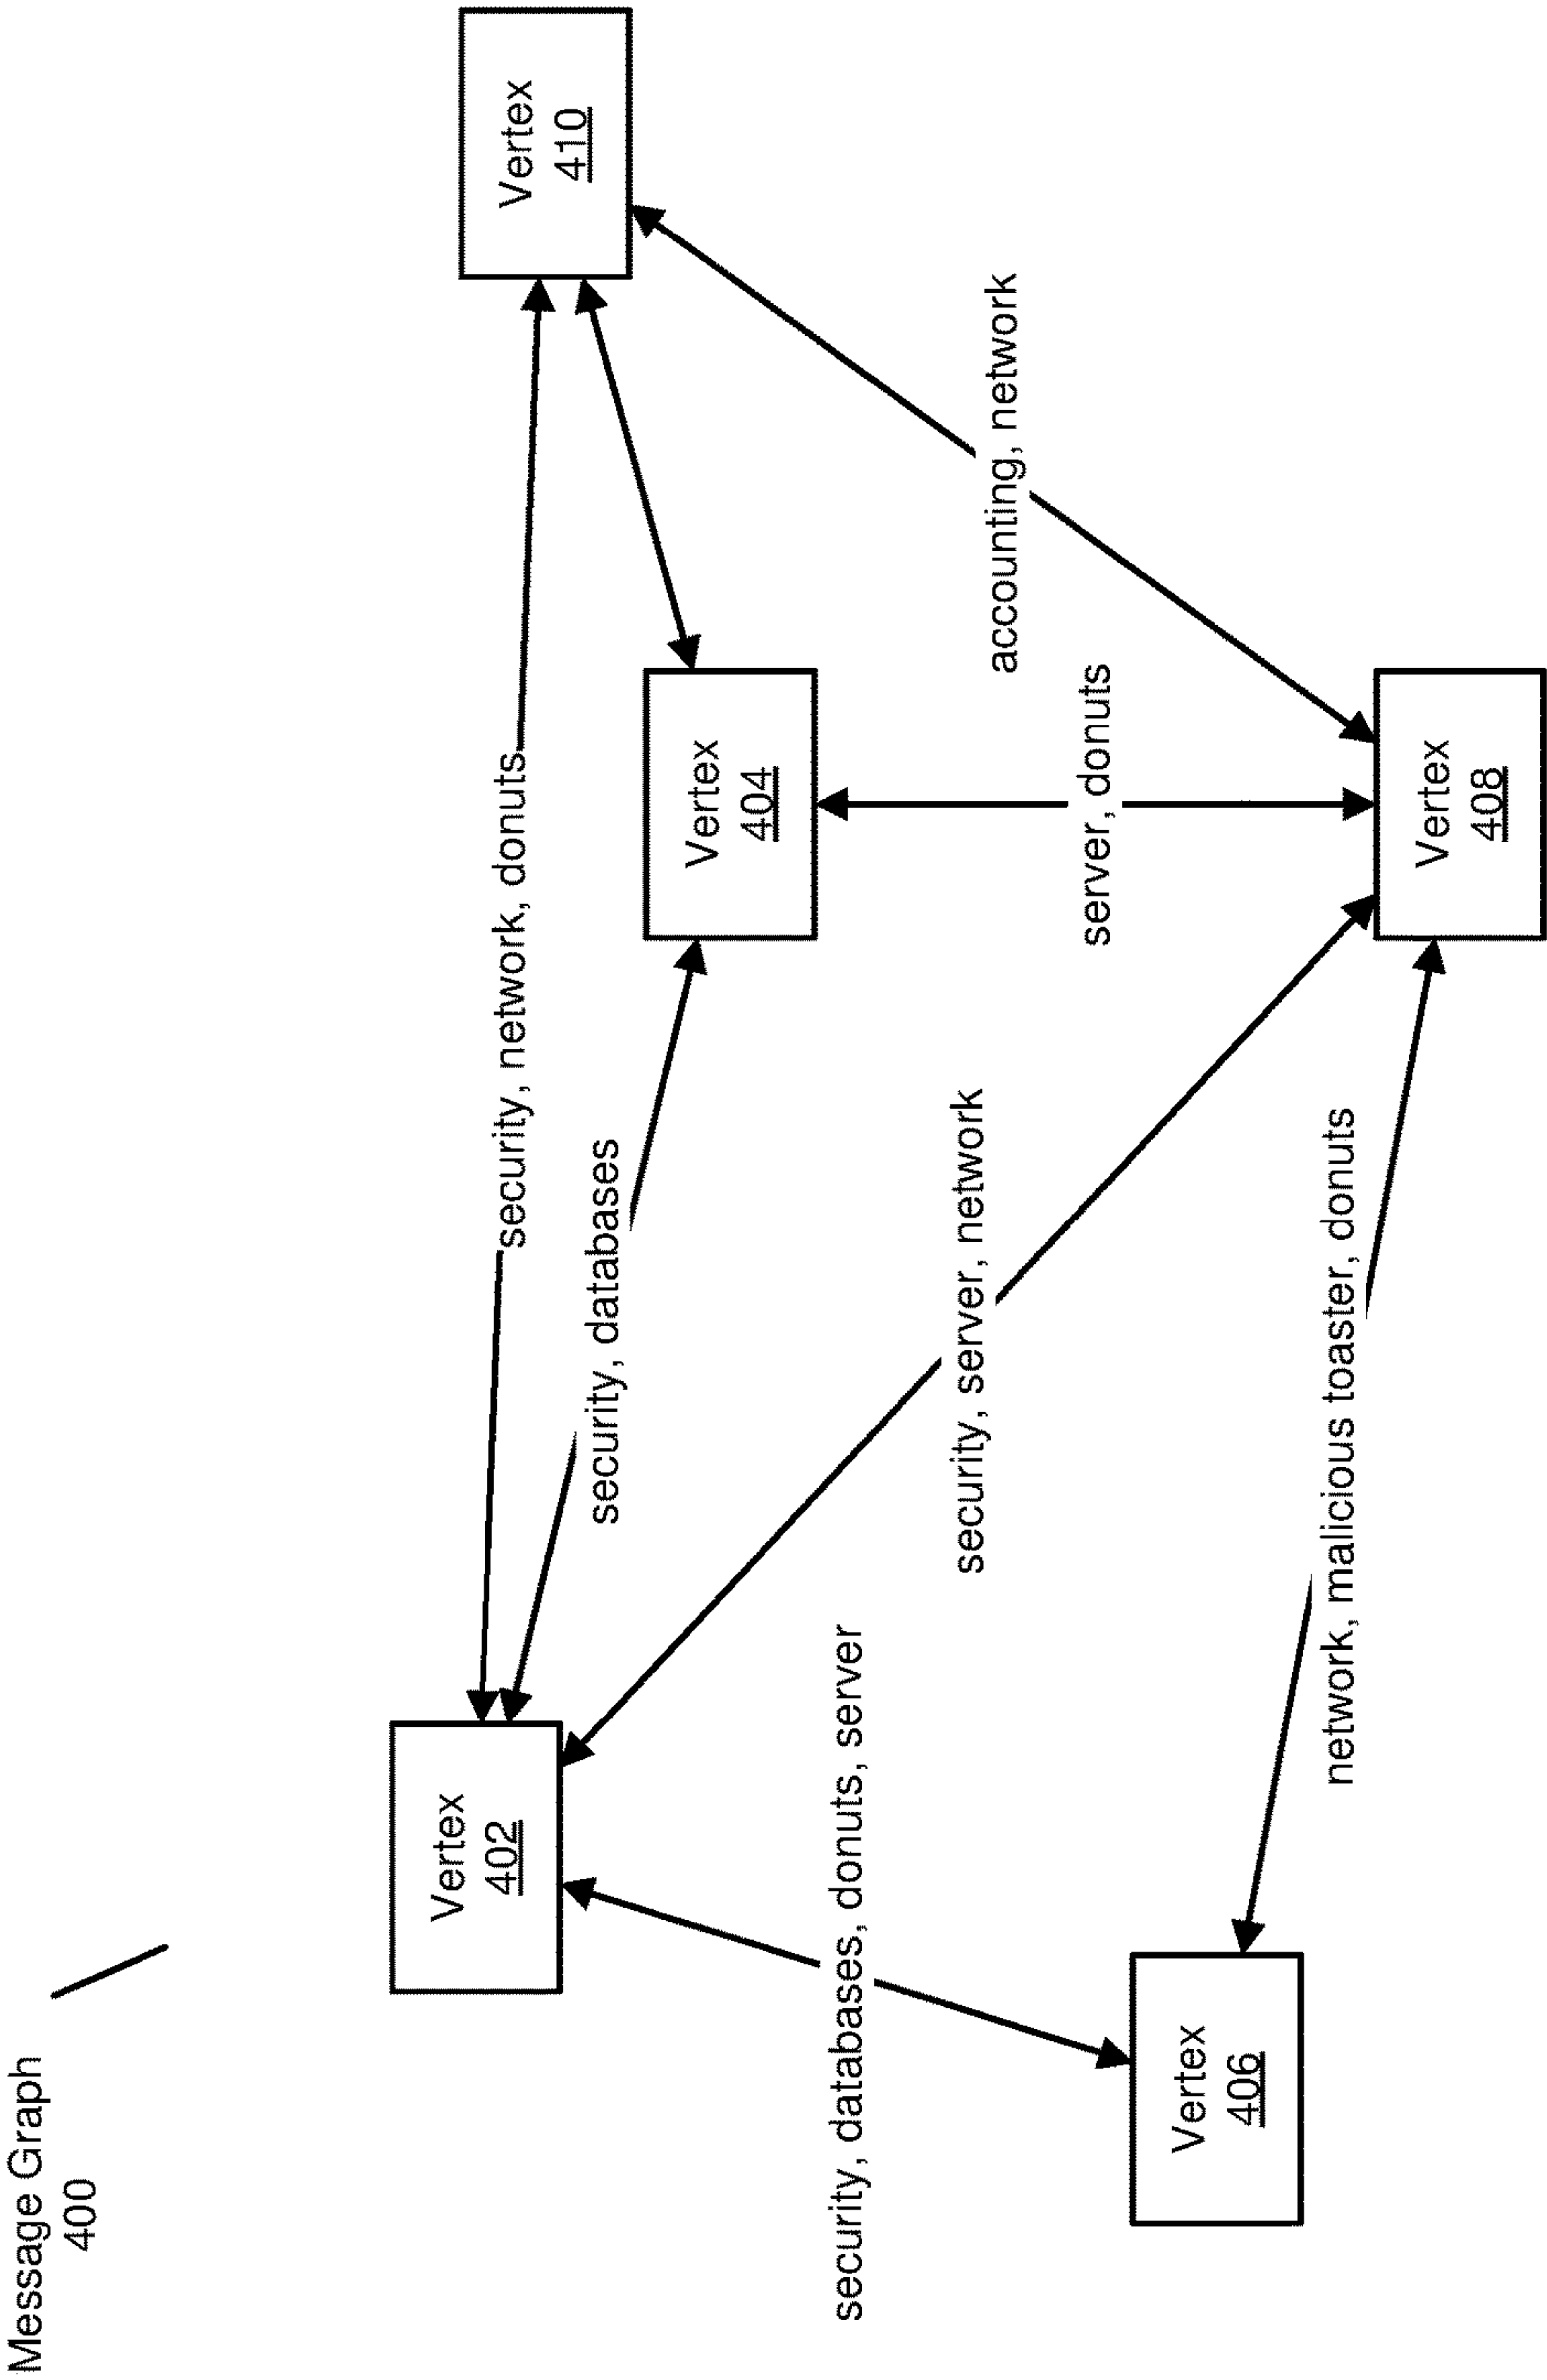 Message Graph
400
Vertex
402
security, network, donuts
Vertex
410
security, databases
Vertex
404
security, databases, donuts, server
security, server, network
server, donuts
accounting, network
Vertex
406
network, malicious toaster, donuts
Vertex
408